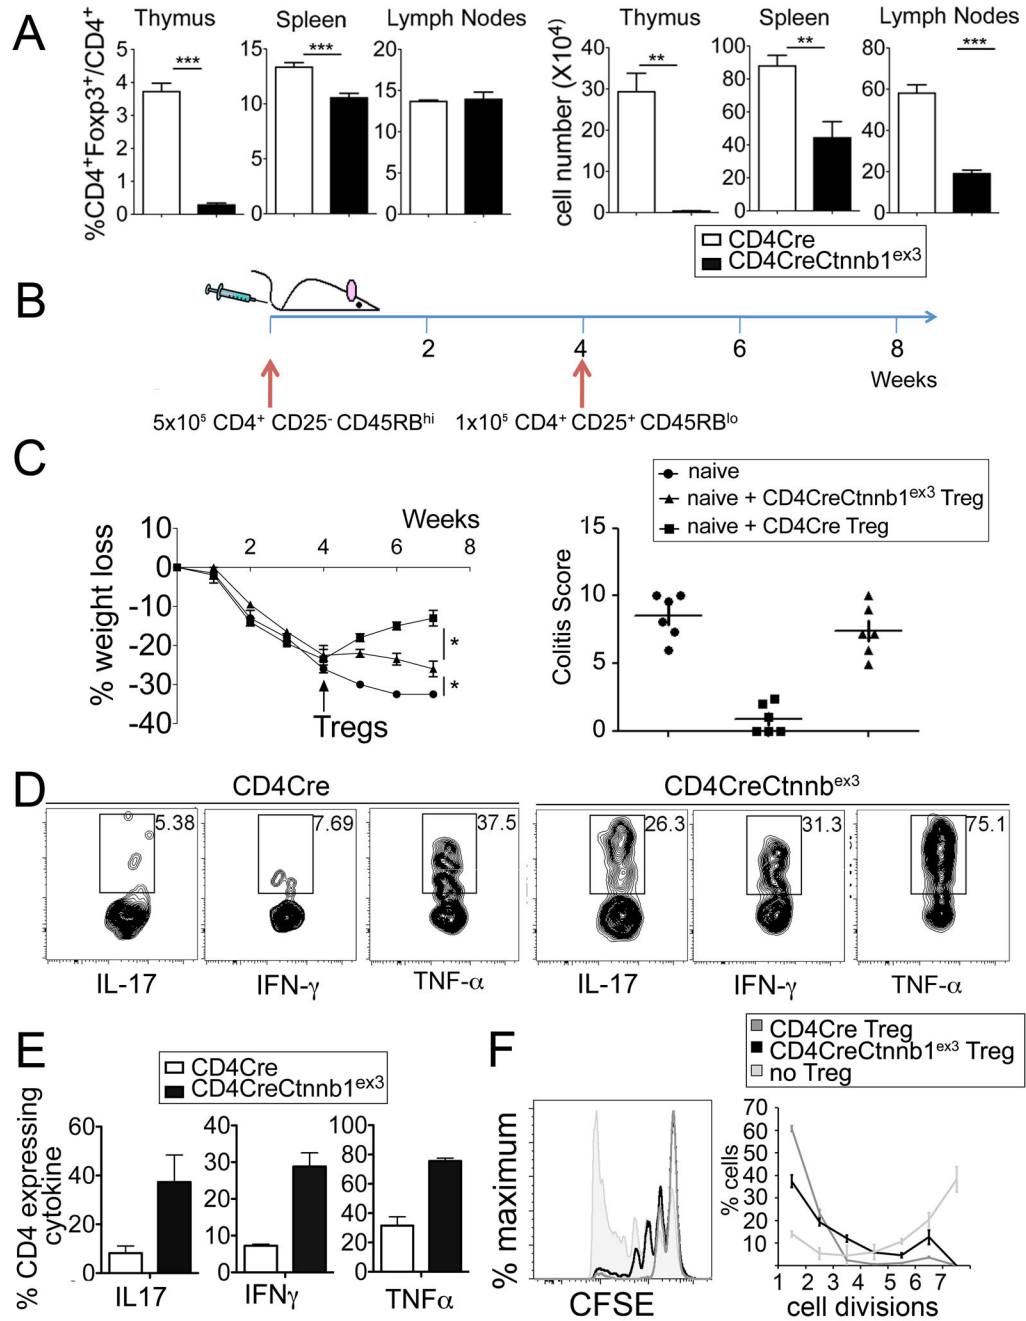 A
Thymus Spleen Lymph Nodes Thymus Spleen Lymph Nodes
%CD4⁺Foxp3⁺/CD4⁺
5 4 3 2 1 0
***
15 10 5 0
***
20 15 10 5 0
cell number (X10⁴)
40 30 20 10 0
**
100 80 60 40 20 0
**
80 60 40 20 0
***
CD4Cre
CD4CreCtnnb1ᵉˣ³
B
2 4 6 8
Weeks
5x10⁵ CD4⁺ CD25⁻ CD45RBʰⁱ 1x10⁵ CD4⁺ CD25⁺ CD45RBˡᵒ
C
naive
naive + CD4CreCtnnb1ᵉˣ³ Treg
naive + CD4Cre Treg
% weight loss
Weeks
10 0 -10 -20 -30 -40
2 4 6 8
*
*
Tregs
Colitis Score
15 10 5 0
D
CD4Cre CD4CreCtnnbᵉˣ³
5.38 7.69 37.5 26.3 31.3 75.1
IL-17 IFN-γ TNF-α IL-17 IFN-γ TNF-α
E
CD4Cre
CD4CreCtnnb1ᵉˣ³
% CD4 expressing
cytokine
60 40 20 0
40 30 20 10 0
100 80 60 40 20 0
IL17 IFNγ TNFα
F
CD4Cre Treg
CD4CreCtnnb1ᵉˣ³ Treg
no Treg
% maximum
CFSE
% cells
70 60 50 40 30 20 10
1 2 3 4 5 6 7
cell divisions